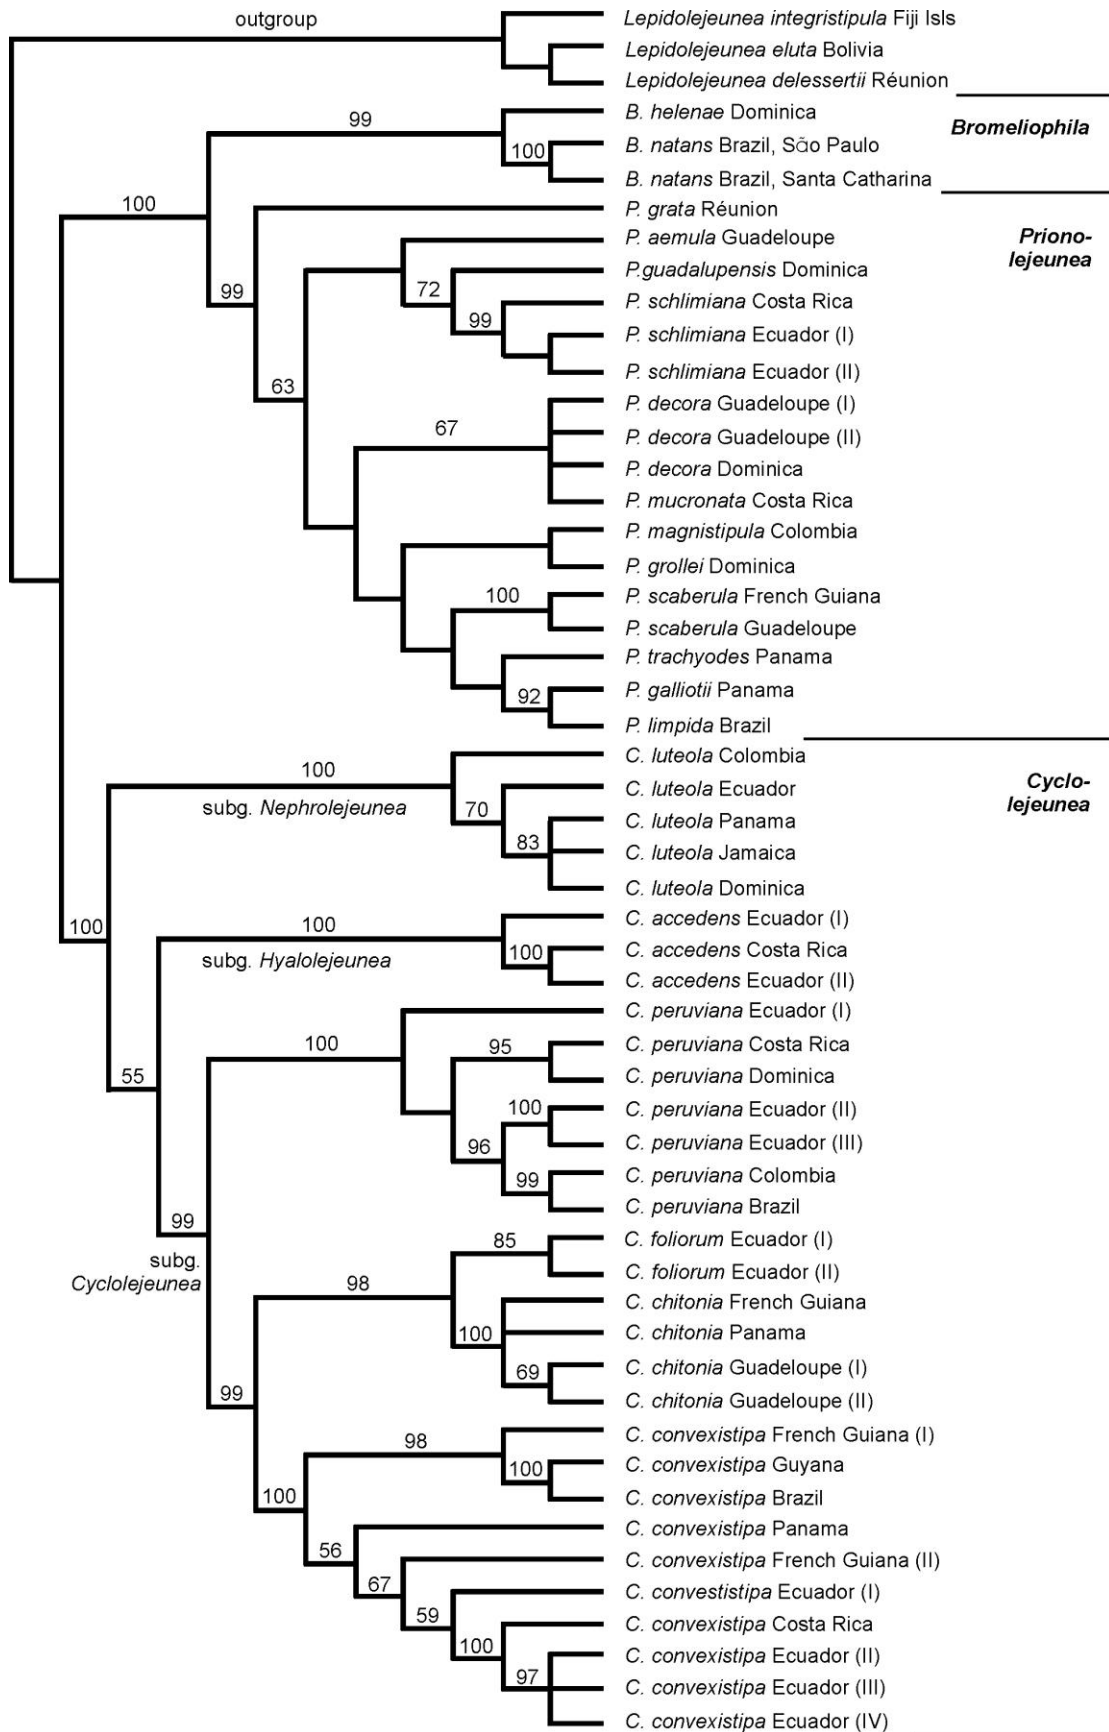 outgroup
Lepidolejeunea integristipula Fiji Isls
Lepidolejeunea eluta Bolivia
Lepidolejeunea delessertii Réunion
99
B. helenae Dominica
Bromeliophila
100
B. natans Brazil, São Paulo
B. natans Brazil, Santa Catharina
100
P. grata Réunion
Priono-
lejeunea
P. aemula Guadeloupe
99
72
P.guadalupensis Dominica
99
P. schlimiana Costa Rica
P. schlimiana Ecuador (I)
P. schlimiana Ecuador (II)
63
P. decora Guadeloupe (I)
67
P. decora Guadeloupe (II)
P. decora Dominica
P. mucronata Costa Rica
P. magnistipula Colombia
P. grollei Dominica
100
P. scaberula French Guiana
P. scaberula Guadeloupe
P. trachyodes Panama
92
P. galliotii Panama
P. limpida Brazil
C. luteola Colombia
Cyclo-
lejeunea
100
subg. Nephrolejeunea
C. luteola Ecuador
70
C. luteola Panama
83
C. luteola Jamaica
C. luteola Dominica
100
C. accedens Ecuador (I)
100
subg. Hyalolejeunea
100
C. accedens Costa Rica
C. accedens Ecuador (II)
C. peruviana Ecuador (I)
100
95
C. peruviana Costa Rica
55
C. peruviana Dominica
100
C. peruviana Ecuador (II)
96
C. peruviana Ecuador (III)
99
C. peruviana Colombia
C. peruviana Brazil
99
subg.
Cyclolejeunea
85
C. foliorum Ecuador (I)
C. foliorum Ecuador (II)
98
C. chitonia French Guiana
100
C. chitonia Panama
69
C. chitonia Guadeloupe (I)
C. chitonia Guadeloupe (II)
99
C. convexistipa French Guiana (I)
98
100
C. convexistipa Guyana
C. convexistipa Brazil
100
C. convexistipa Panama
56
C. convexistipa French Guiana (II)
67
C. convestistipa Ecuador (I)
59
C. convexistipa Costa Rica
100
C. convexistipa Ecuador (II)
97
C. convexistipa Ecuador (III)
C. convexistipa Ecuador (IV)